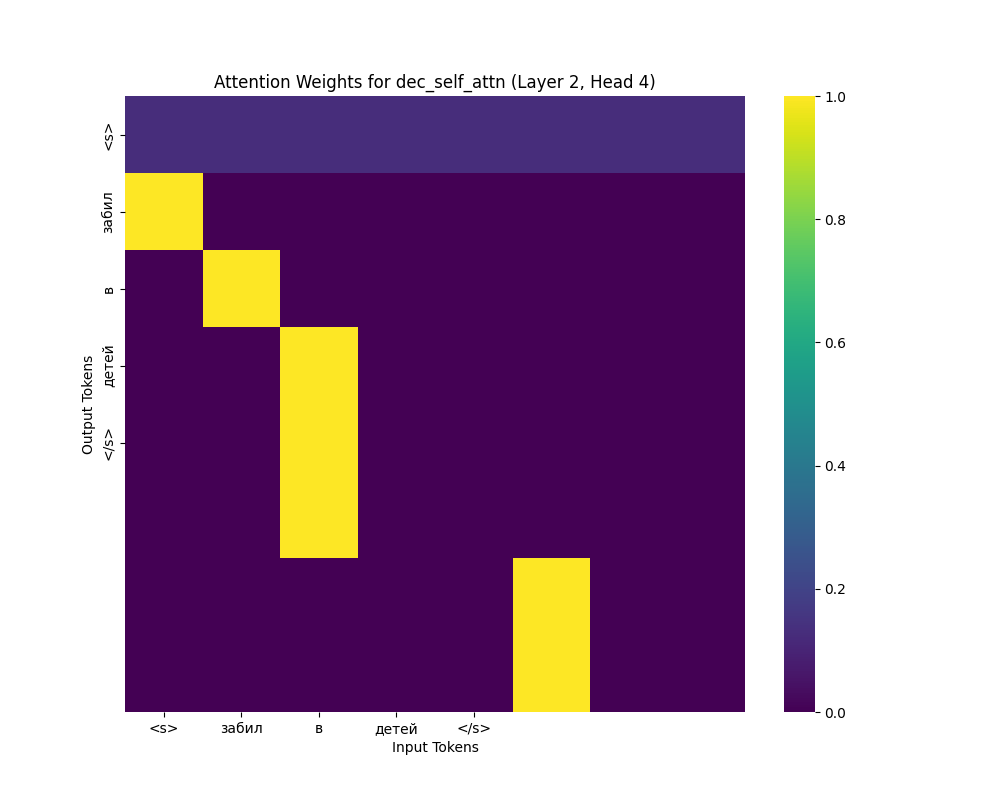 Attention Weights for dec_self_attn (Layer 2, Head 4)
<s>
забил
в
детей
</s>
Output Tokens
<s> забил в детей </s>
Input Tokens
1.0
0.8
0.6
0.4
0.2
0.0